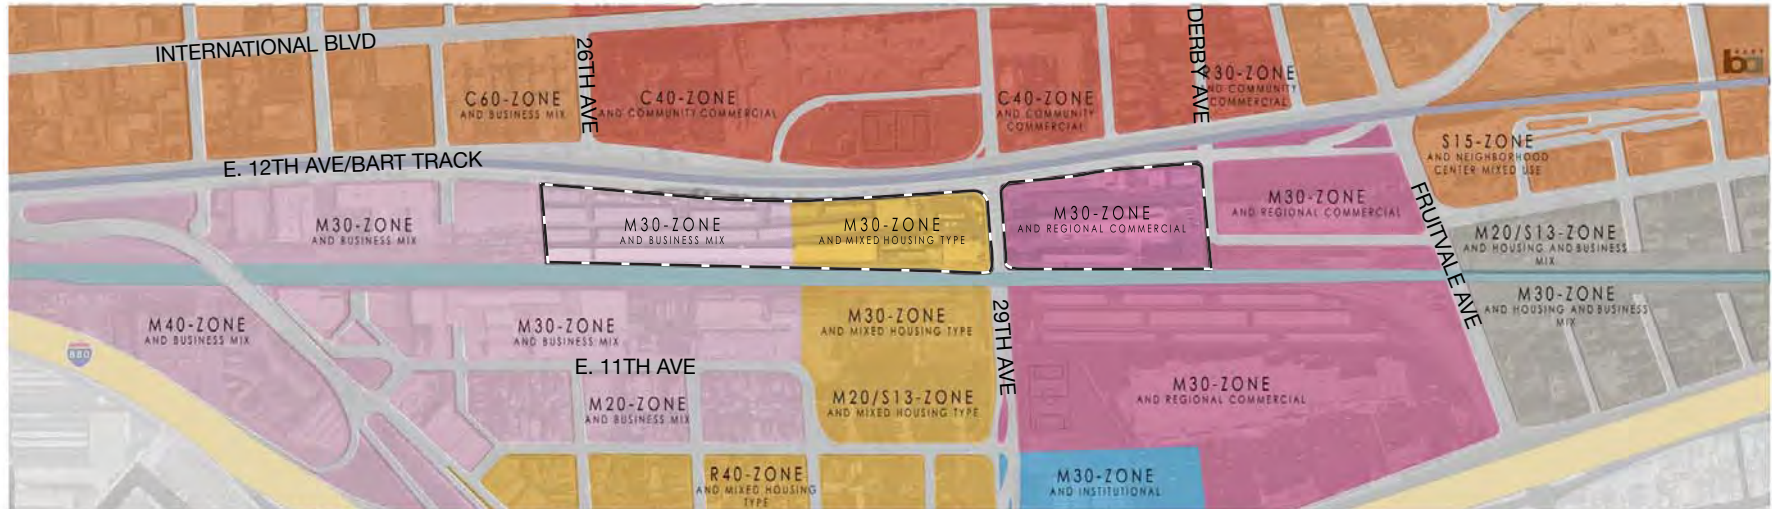 INTERNATIONAL BLVD
26TH AVE
DERBY AVE
C60-ZONE
AND BUSINESS MIX
C40-ZONE
AND COMMUNITY COMMERCIAL
C40-ZONE
AND COMMUNITY
COMMERCIAL
R30-ZONE
AND COMMUNITY
COMMERCIAL
ba
E. 12TH AVE/BART TRACK
S15-ZONE
AND NEIGHBORHOOD
CENTER MIXED USE
M30-ZONE
AND BUSINESS MIX
M30-ZONE
AND BUSINESS MIX
M30-ZONE
AND MIXED HOUSING TYPE
M30-ZONE
AND REGIONAL COMMERCIAL
M30-ZONE
AND REGIONAL COMMERCIAL
FRUITVALE AVE
M20/S13-ZONE
AND HOUSING AND BUSINESS
MIX
M40-ZONE
AND BUSINESS MIX
880
M30-ZONE
AND BUSINESS MIX
M30-ZONE
AND MIXED HOUSING TYPE
29TH AVE
M30-ZONE
AND HOUSING AND BUSINESS
MIX
E. 11TH AVE
M20-ZONE
AND BUSINESS MIX
M20/S13-ZONE
AND MIXED HOUSING TYPE
M30-ZONE
AND REGIONAL COMMERCIAL
R40-ZONE
AND MIXED HOUSING
TYPE
M30-ZONE
AND INSTITUTIONAL